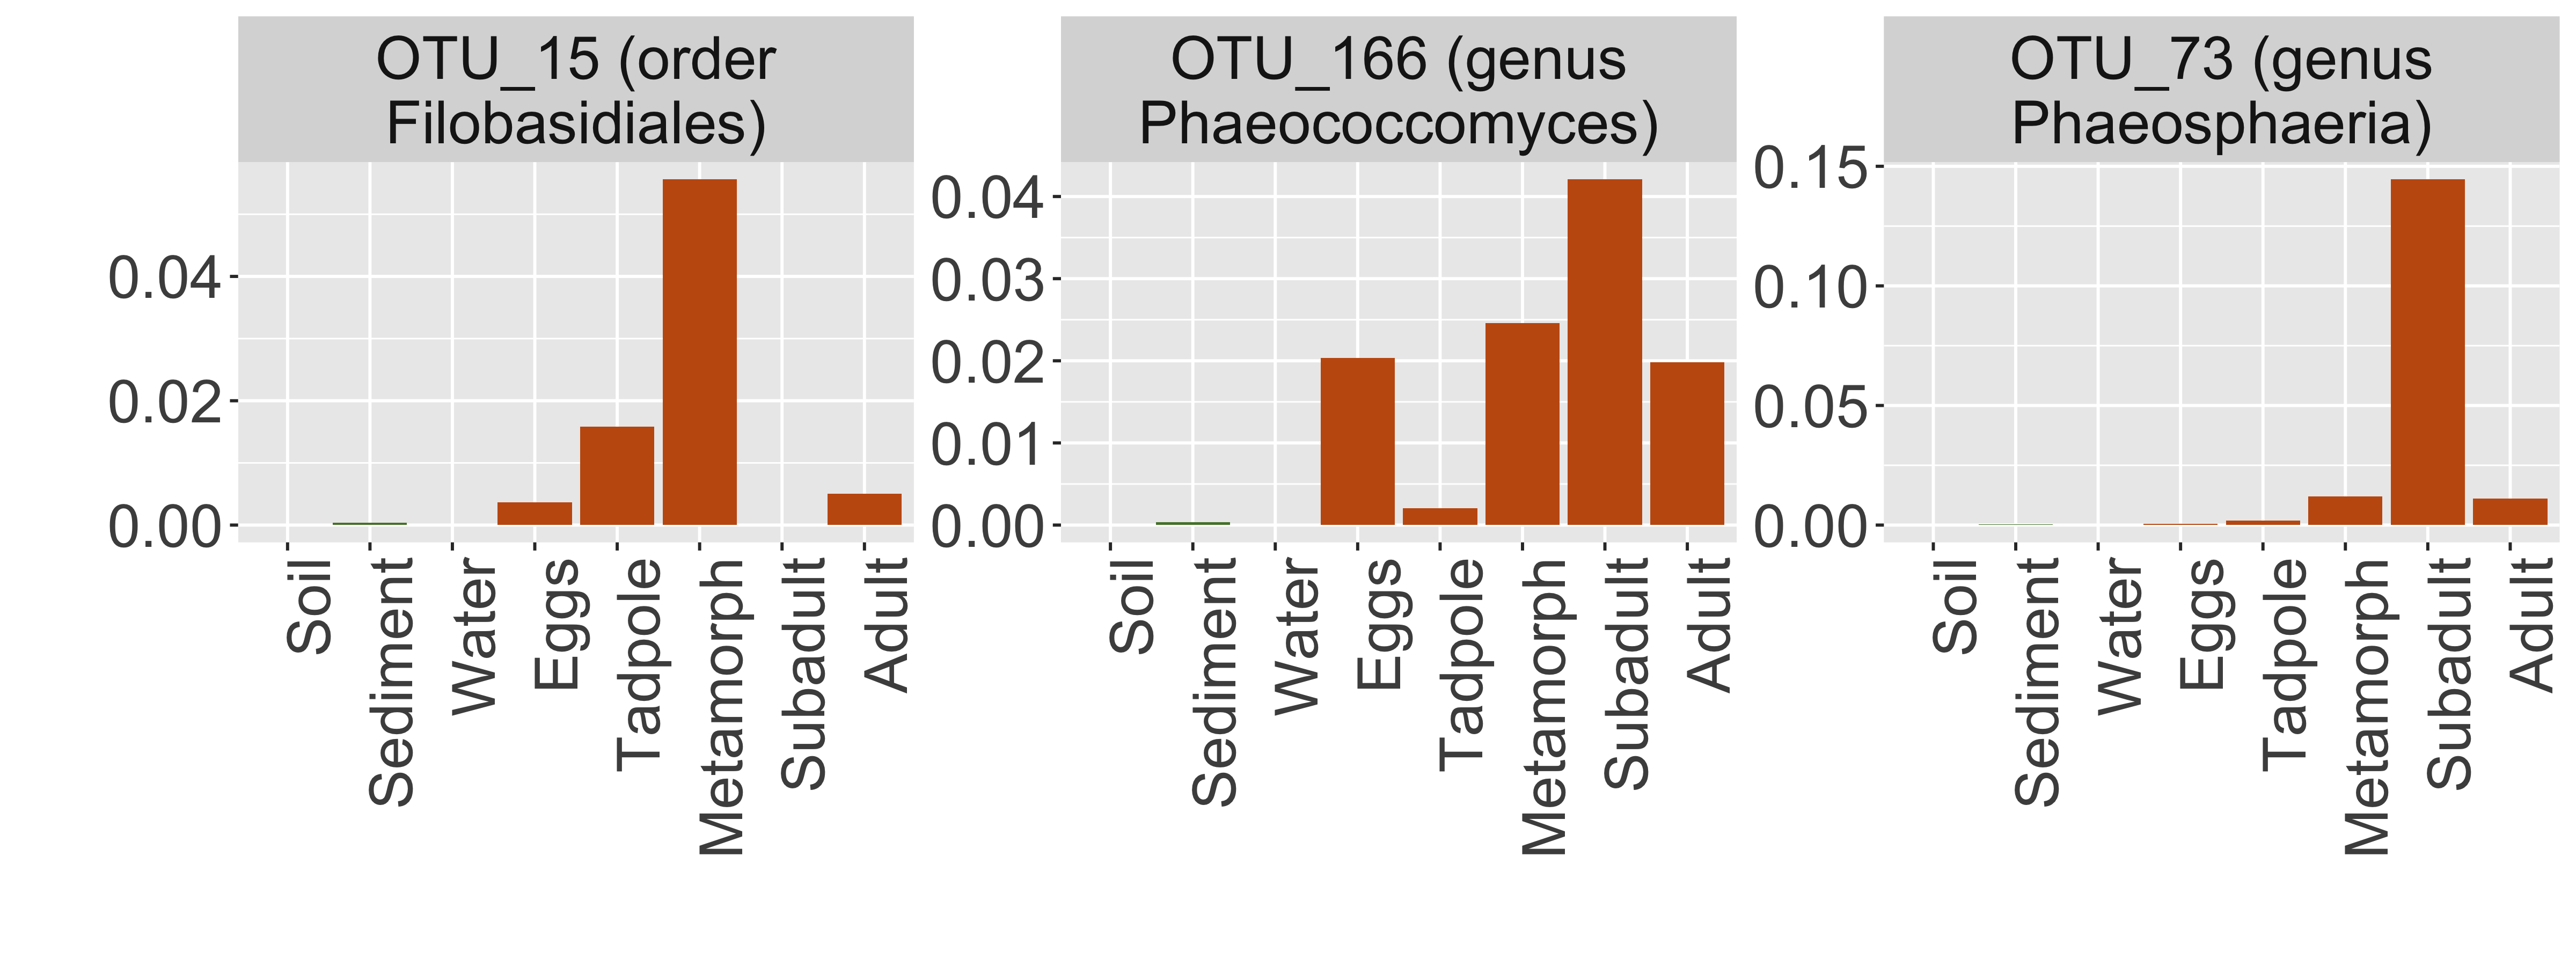 OTU_15 (order
Filobasidiales)
0.04
0.02
0.00
Soil
Sediment
Water
Eggs
Tadpole
Metamorph
Subadult
Adult
OTU_166 (genus
Phaeococcomyces)
0.04
0.03
0.02
0.01
0.00
Soil
Sediment
Water
Eggs
Tadpole
Metamorph
Subadult
Adult
OTU_73 (genus
Phaeosphaeria)
0.15
0.10
0.05
0.00
Soil
Sediment
Water
Eggs
Tadpole
Metamorph
Subadult
Adult